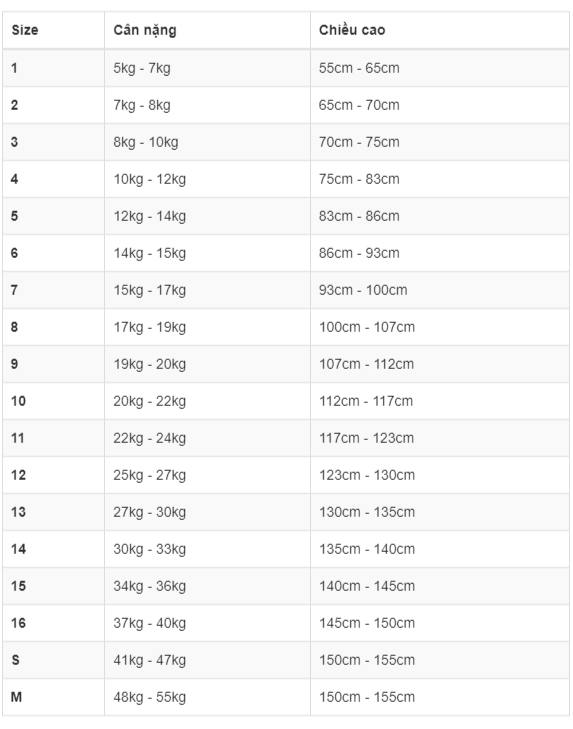 Size Cân nặng Chiều cao
1 5kg - 7kg 55cm - 65cm
2 7kg - 8kg 65cm - 70cm
3 8kg - 10kg 70cm - 75cm
4 10kg - 12kg 75cm - 83cm
5 12kg - 14kg 83cm - 86cm
6 14kg - 15kg 86cm - 93cm
7 15kg - 17kg 93cm - 100cm
8 17kg - 19kg 100cm - 107cm
9 19kg - 20kg 107cm - 112cm
10 20kg - 22kg 112cm - 117cm
11 22kg - 24kg 117cm - 123cm
12 25kg - 27kg 123cm - 130cm
13 27kg - 30kg 130cm - 135cm
14 30kg - 33kg 135cm - 140cm
15 34kg - 36kg 140cm - 145cm
16 37kg - 40kg 145cm - 150cm
S 41kg - 47kg 150cm - 155cm
M 48kg - 55kg 150cm - 155cm